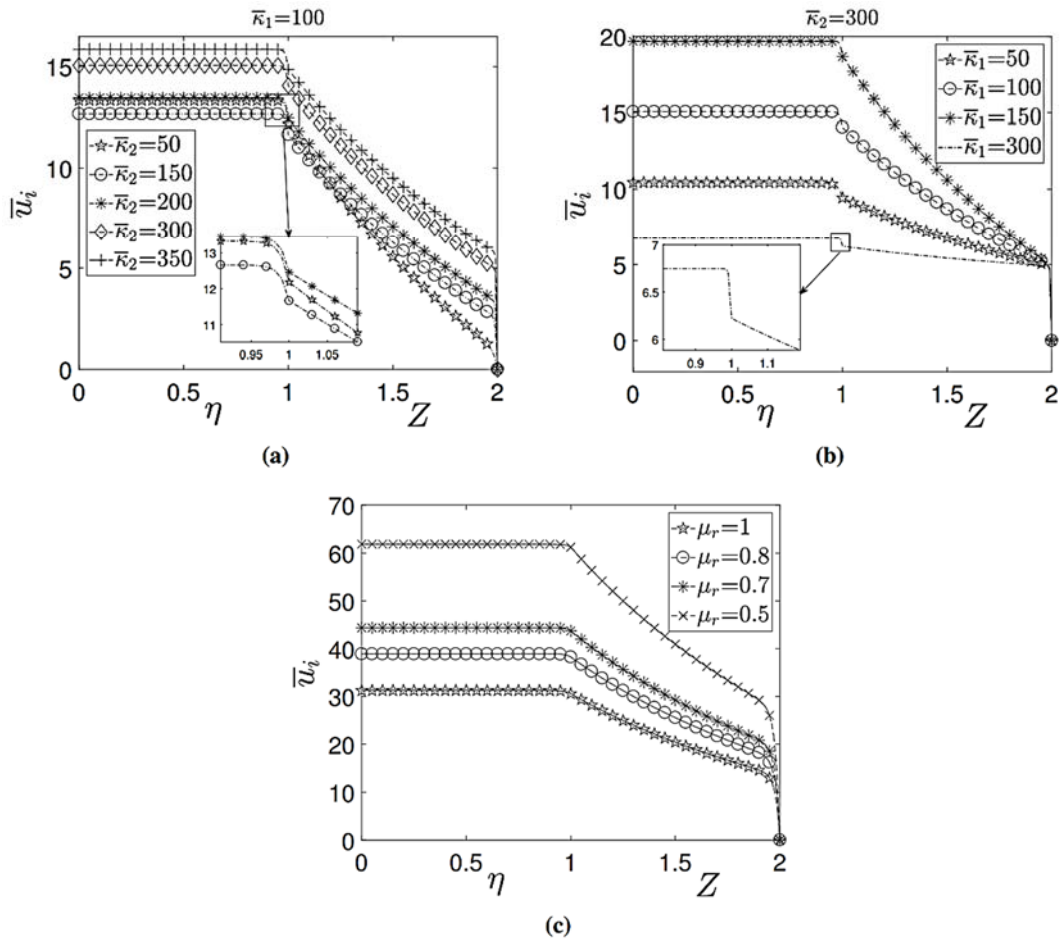 κ̅₁=100
15
10
5
0
u̅ᵢ
κ̅₂=50
κ̅₂=150
κ̅₂=200
κ̅₂=300
κ̅₂=350
13
12
11
0.95 1 1.05
0 0.5 1 1.5 2
η Z
(a)
κ̅₂=300
20
15
10
5
0
u̅ᵢ
κ̅₁=50
κ̅₁=100
κ̅₁=150
κ̅₁=300
7
6.5
6
0.9 1 1.1
0 0.5 1 1.5 2
η Z
(b)
70
60
50
40
30
20
10
0
u̅ᵢ
μᵣ=1
μᵣ=0.8
μᵣ=0.7
μᵣ=0.5
0 0.5 1 1.5 2
η Z
(c)